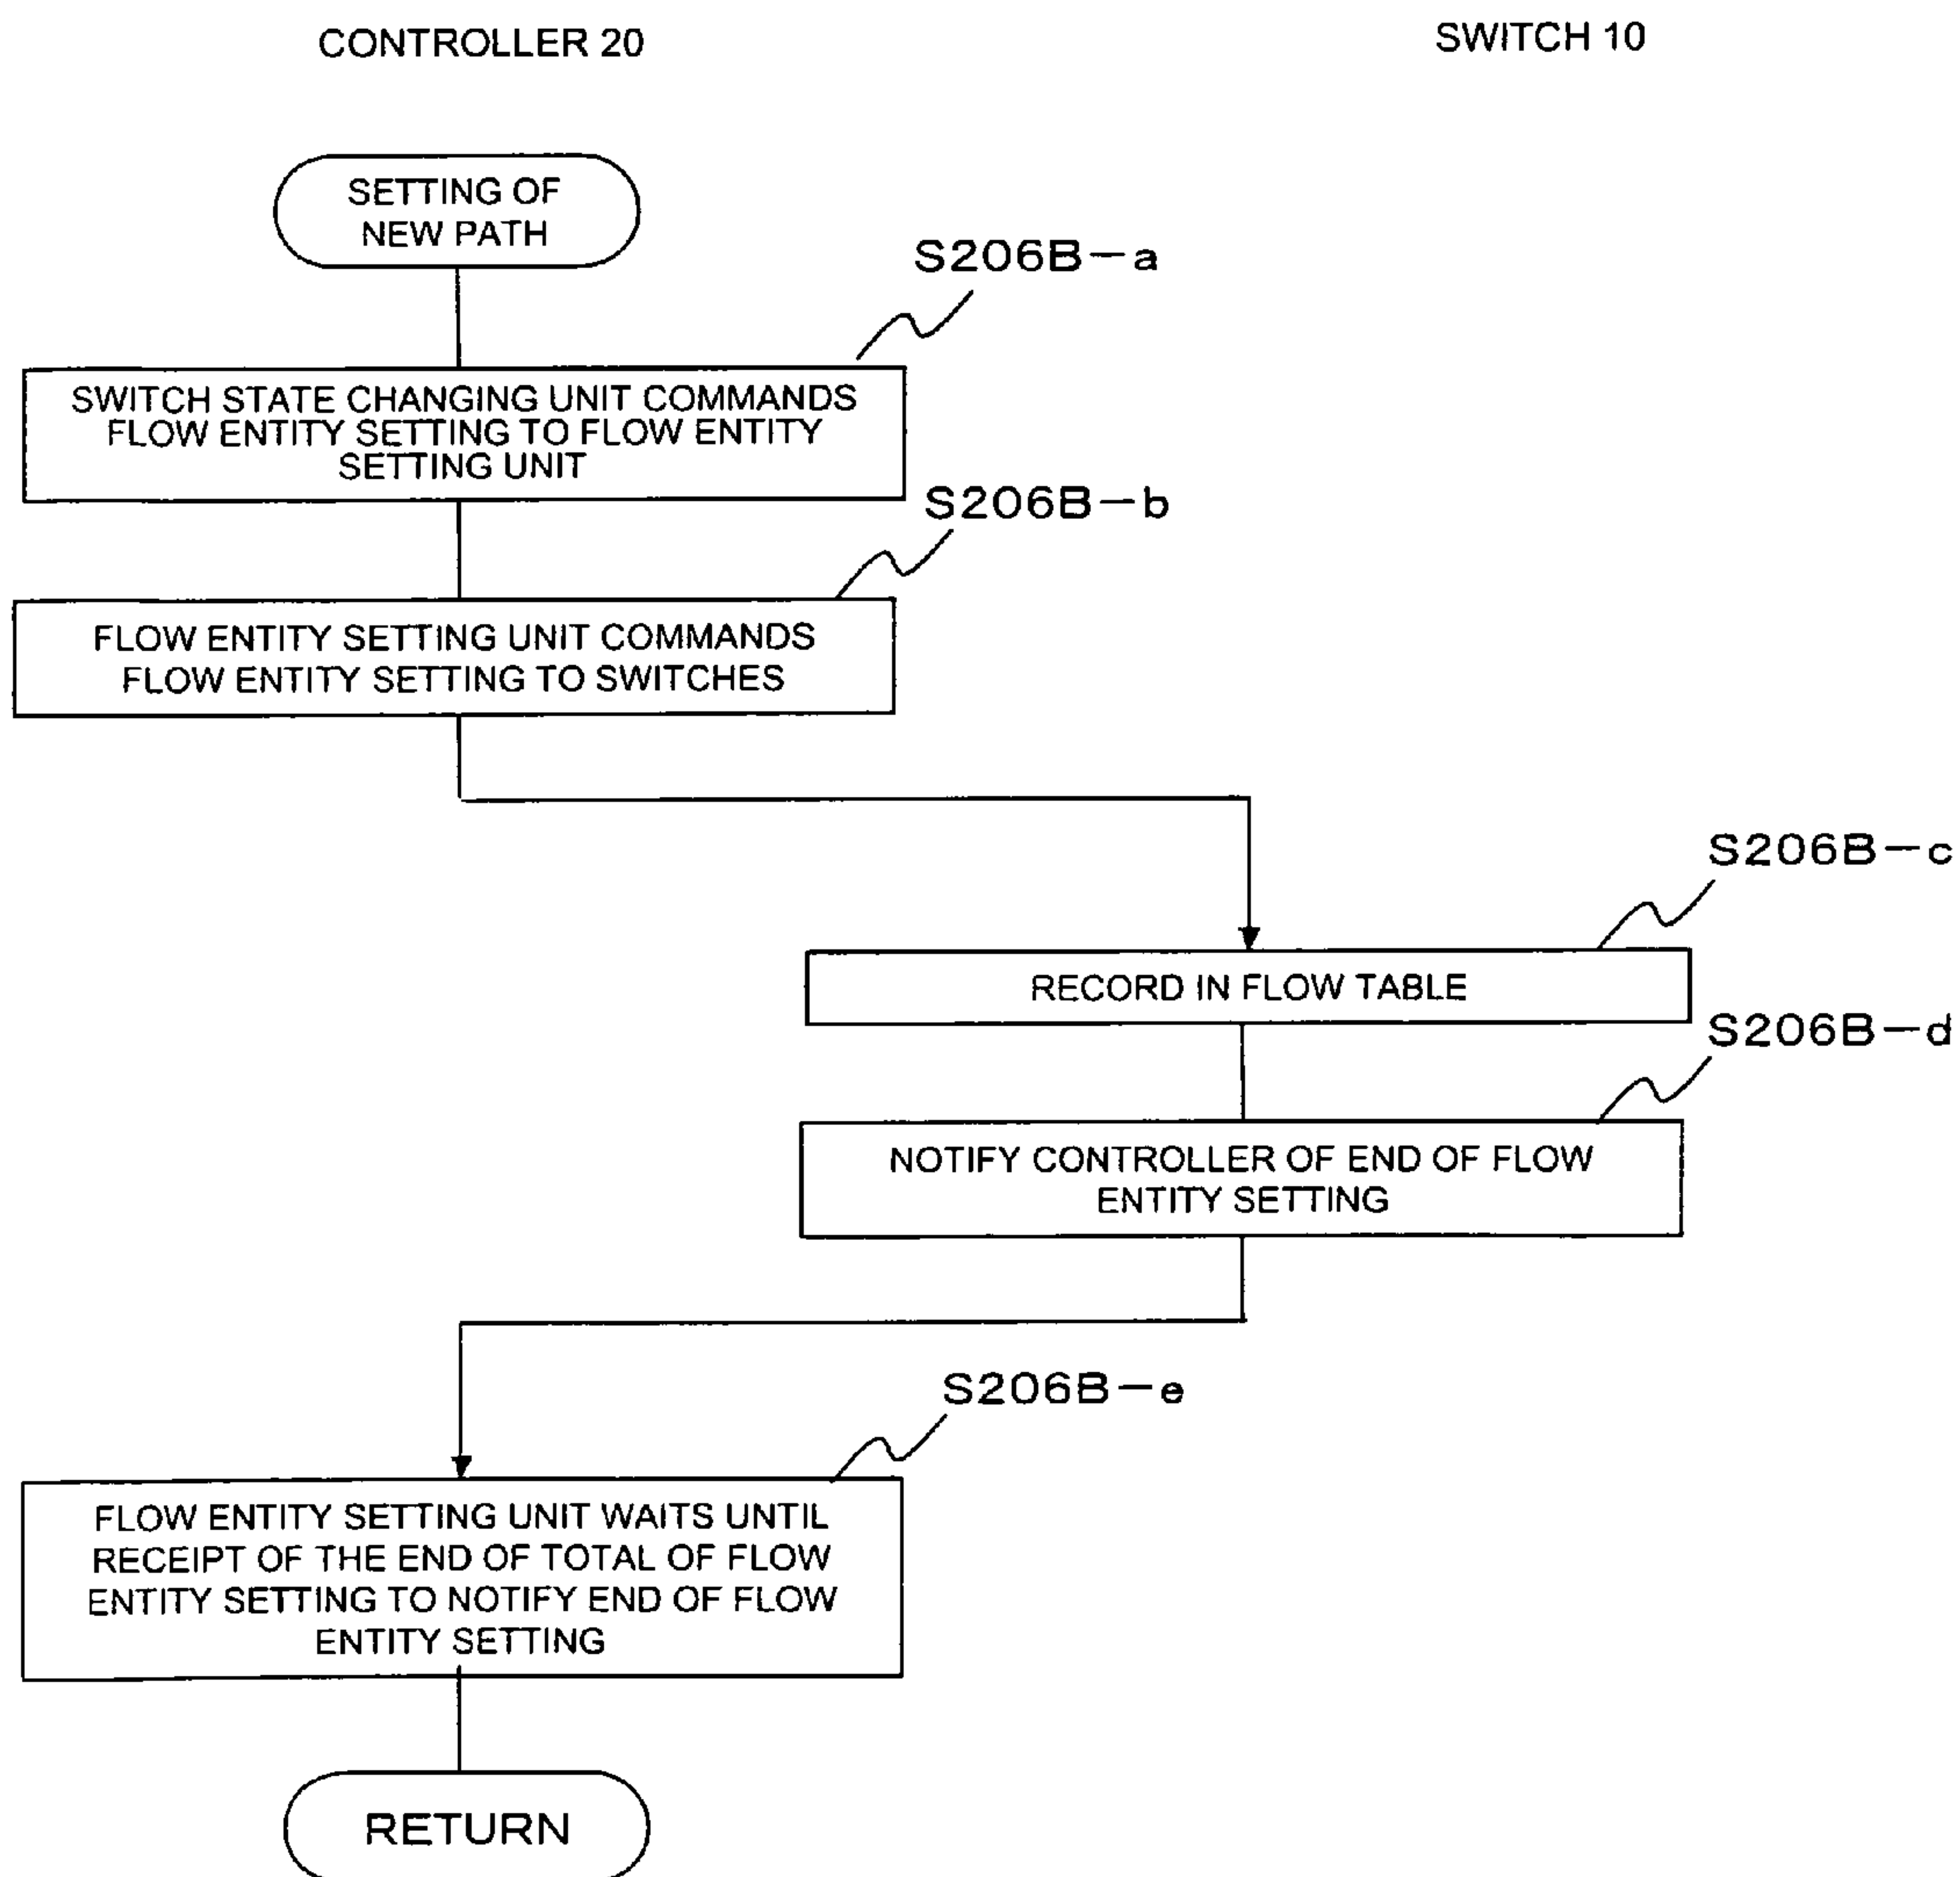 CONTROLLER 20
SWITCH 10
SETTING OF
NEW PATH
S206B-a
SWITCH STATE CHANGING UNIT COMMANDS
FLOW ENTITY SETTING TO FLOW ENTITY
SETTING UNIT
S206B-b
FLOW ENTITY SETTING UNIT COMMANDS
FLOW ENTITY SETTING TO SWITCHES
S206B-c
RECORD IN FLOW TABLE
S206B-d
NOTIFY CONTROLLER OF END OF FLOW
ENTITY SETTING
S206B-e
FLOW ENTITY SETTING UNIT WAITS UNTIL
RECEIPT OF THE END OF TOTAL OF FLOW
ENTITY SETTING TO NOTIFY END OF FLOW
ENTITY SETTING
RETURN